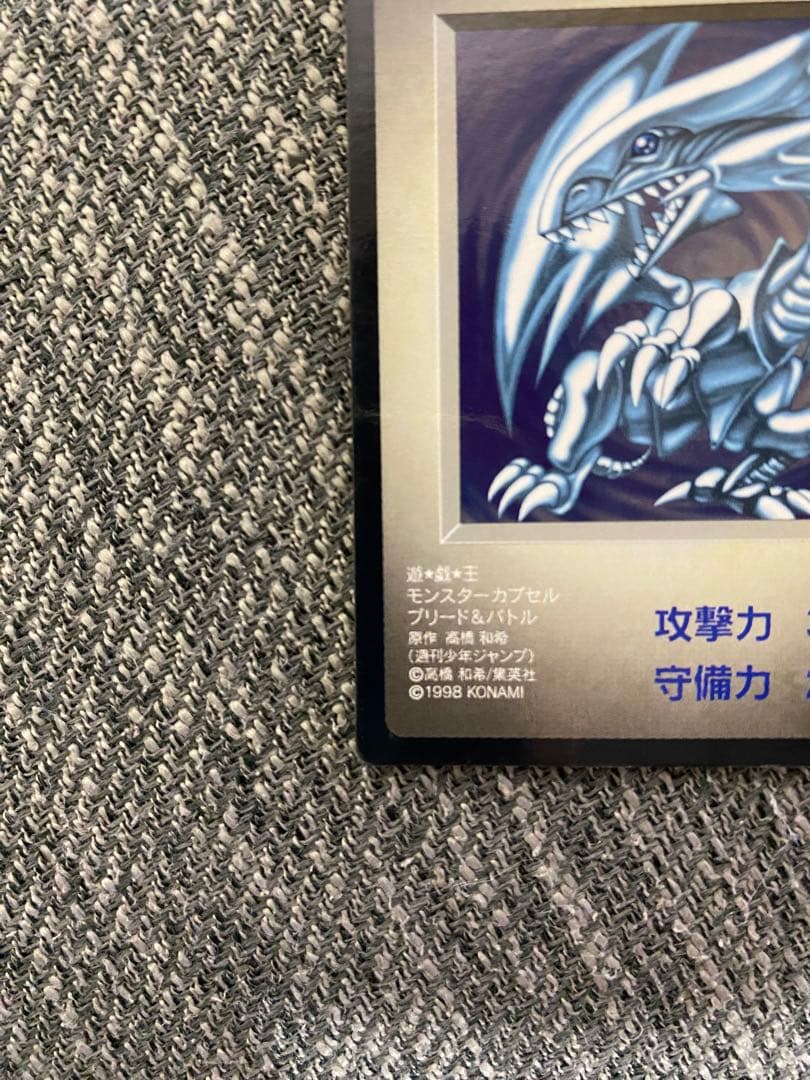 遊★戯★王
モンスターカプセル
ブリード&バトル
原作 高橋 和希
(週刊少年ジャンプ)
©高橋 和希/集英社
©1998 KONAMI
攻撃力
守備力